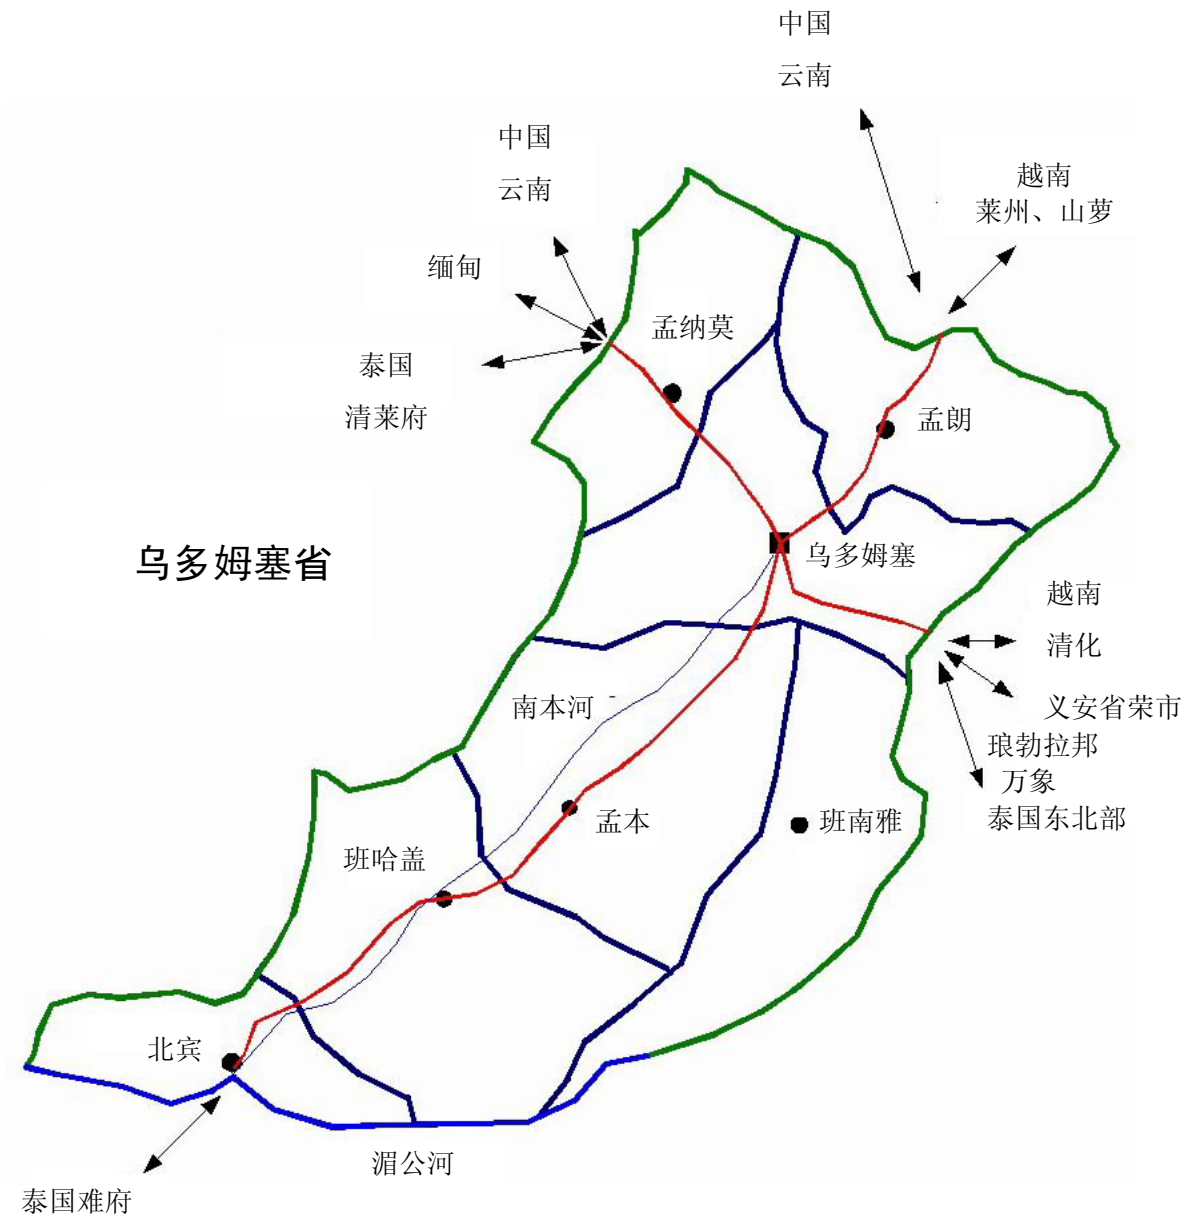 中国
云南
中国
云南
越南
莱州、山萝
缅甸
孟纳莫
泰国
清莱府
孟朗
乌多姆塞省
乌多姆塞
越南
清化
南本河
义安省荣市
琅勃拉邦
万象
泰国东北部
孟本
班南雅
班哈盖
北宾
湄公河
泰国难府